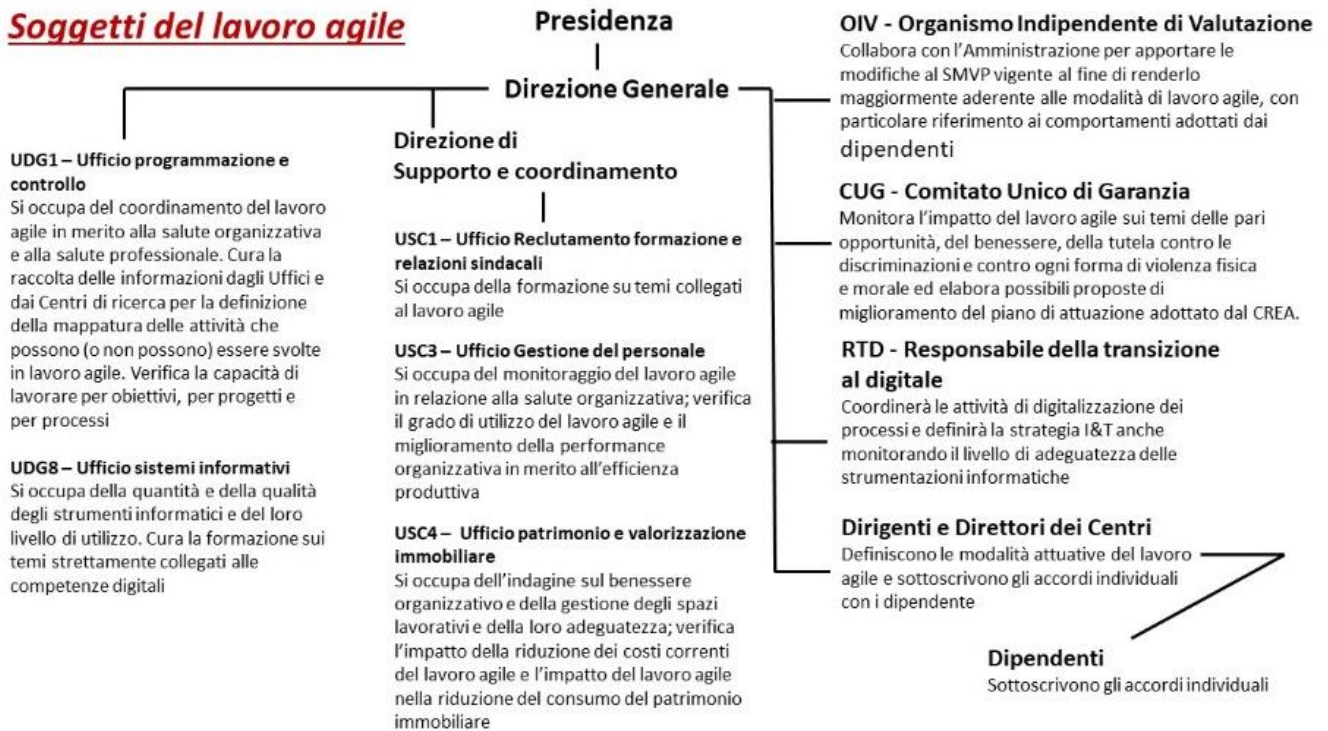 Soggetti del lavoro agile
Presidenza
Direzione Generale
UDG1 – Ufficio programmazione e
controllo
Si occupa del coordinamento del lavoro
agile in merito alla salute organizzativa
e alla salute professionale. Cura la
raccolta delle informazioni dagli Uffici e
dai Centri di ricerca per la definizione
della mappatura delle attività che
possono (o non possono) essere svolte
in lavoro agile. Verifica la capacità di
lavorare per obiettivi, per progetti e
per processi
UDG8 – Ufficio sistemi informativi
Si occupa della quantità e della qualità
degli strumenti informatici e del loro
livello di utilizzo. Cura la formazione sui
temi strettamente collegati alle
competenze digitali
Direzione di
Supporto e coordinamento
USC1 – Ufficio Reclutamento formazione e
relazioni sindacali
Si occupa della formazione su temi collegati
al lavoro agile
USC3 – Ufficio Gestione del personale
Si occupa del monitoraggio del lavoro agile
in relazione alla salute organizzativa; verifica
il grado di utilizzo del lavoro agile e il
miglioramento della performance
organizzativa in merito all'efficienza
produttiva
USC4 – Ufficio patrimonio e valorizzazione
immobiliare
Si occupa dell'indagine sul benessere
organizzativo e della gestione degli spazi
lavorativi e della loro adeguatezza; verifica
l'impatto della riduzione dei costi correnti
del lavoro agile e l'impatto del lavoro agile
nella riduzione del consumo del patrimonio
immobiliare
OIV - Organismo Indipendente di Valutazione
Collabora con l'Amministrazione per apportare le
modifiche al SMVP vigente al fine di renderlo
maggiormente aderente alle modalità di lavoro agile, con
particolare riferimento ai comportamenti adottati dai
dipendenti
CUG - Comitato Unico di Garanzia
Monitora l'impatto del lavoro agile sui temi delle pari
opportunità, del benessere, della tutela contro le
discriminazioni e contro ogni forma di violenza fisica
e morale ed elabora possibili proposte di
miglioramento del piano di attuazione adottato dal CREA.
RTD - Responsabile della transizione
al digitale
Coordinerà le attività di digitalizzazione dei
processi e definirà la strategia I&T anche
monitorando il livello di adeguatezza delle
strumentazioni informatiche
Dirigenti e Direttori dei Centri
Definiscono le modalità attuative del lavoro
agile e sottoscrivono gli accordi individuali
con i dipendente
Dipendenti
Sottoscrivono gli accordi individuali